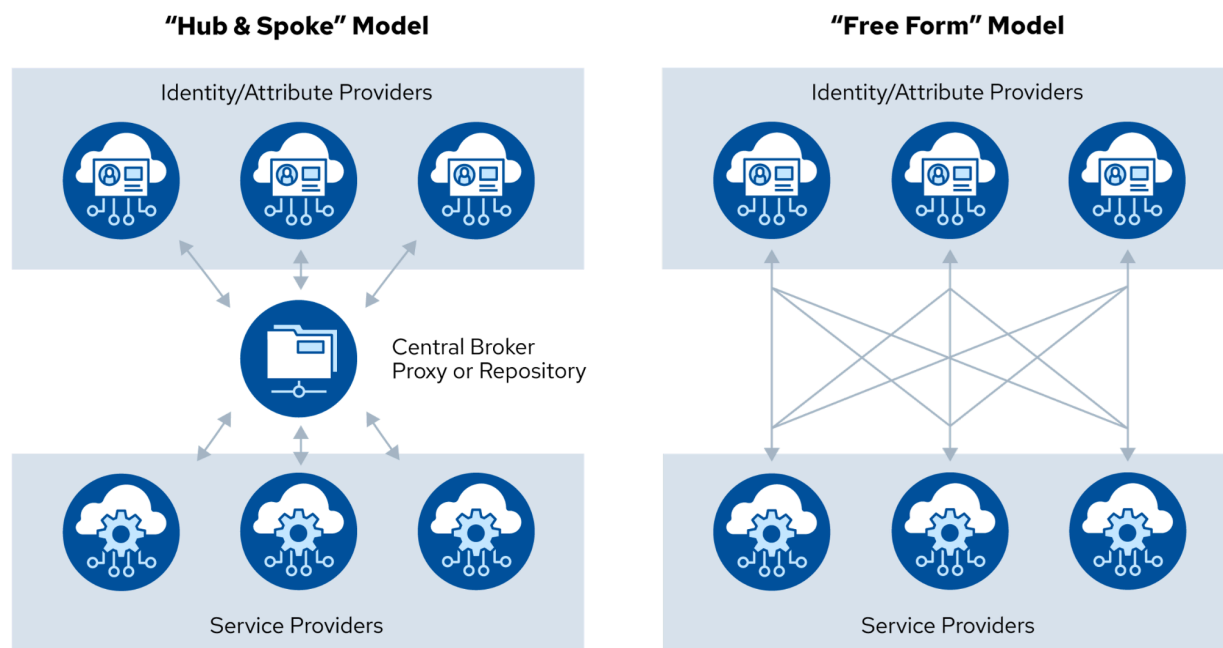 “Hub & Spoke” Model
Identity/Attribute Providers
Central Broker
Proxy or Repository
Service Providers
“Free Form” Model
Identity/Attribute Providers
Service Providers